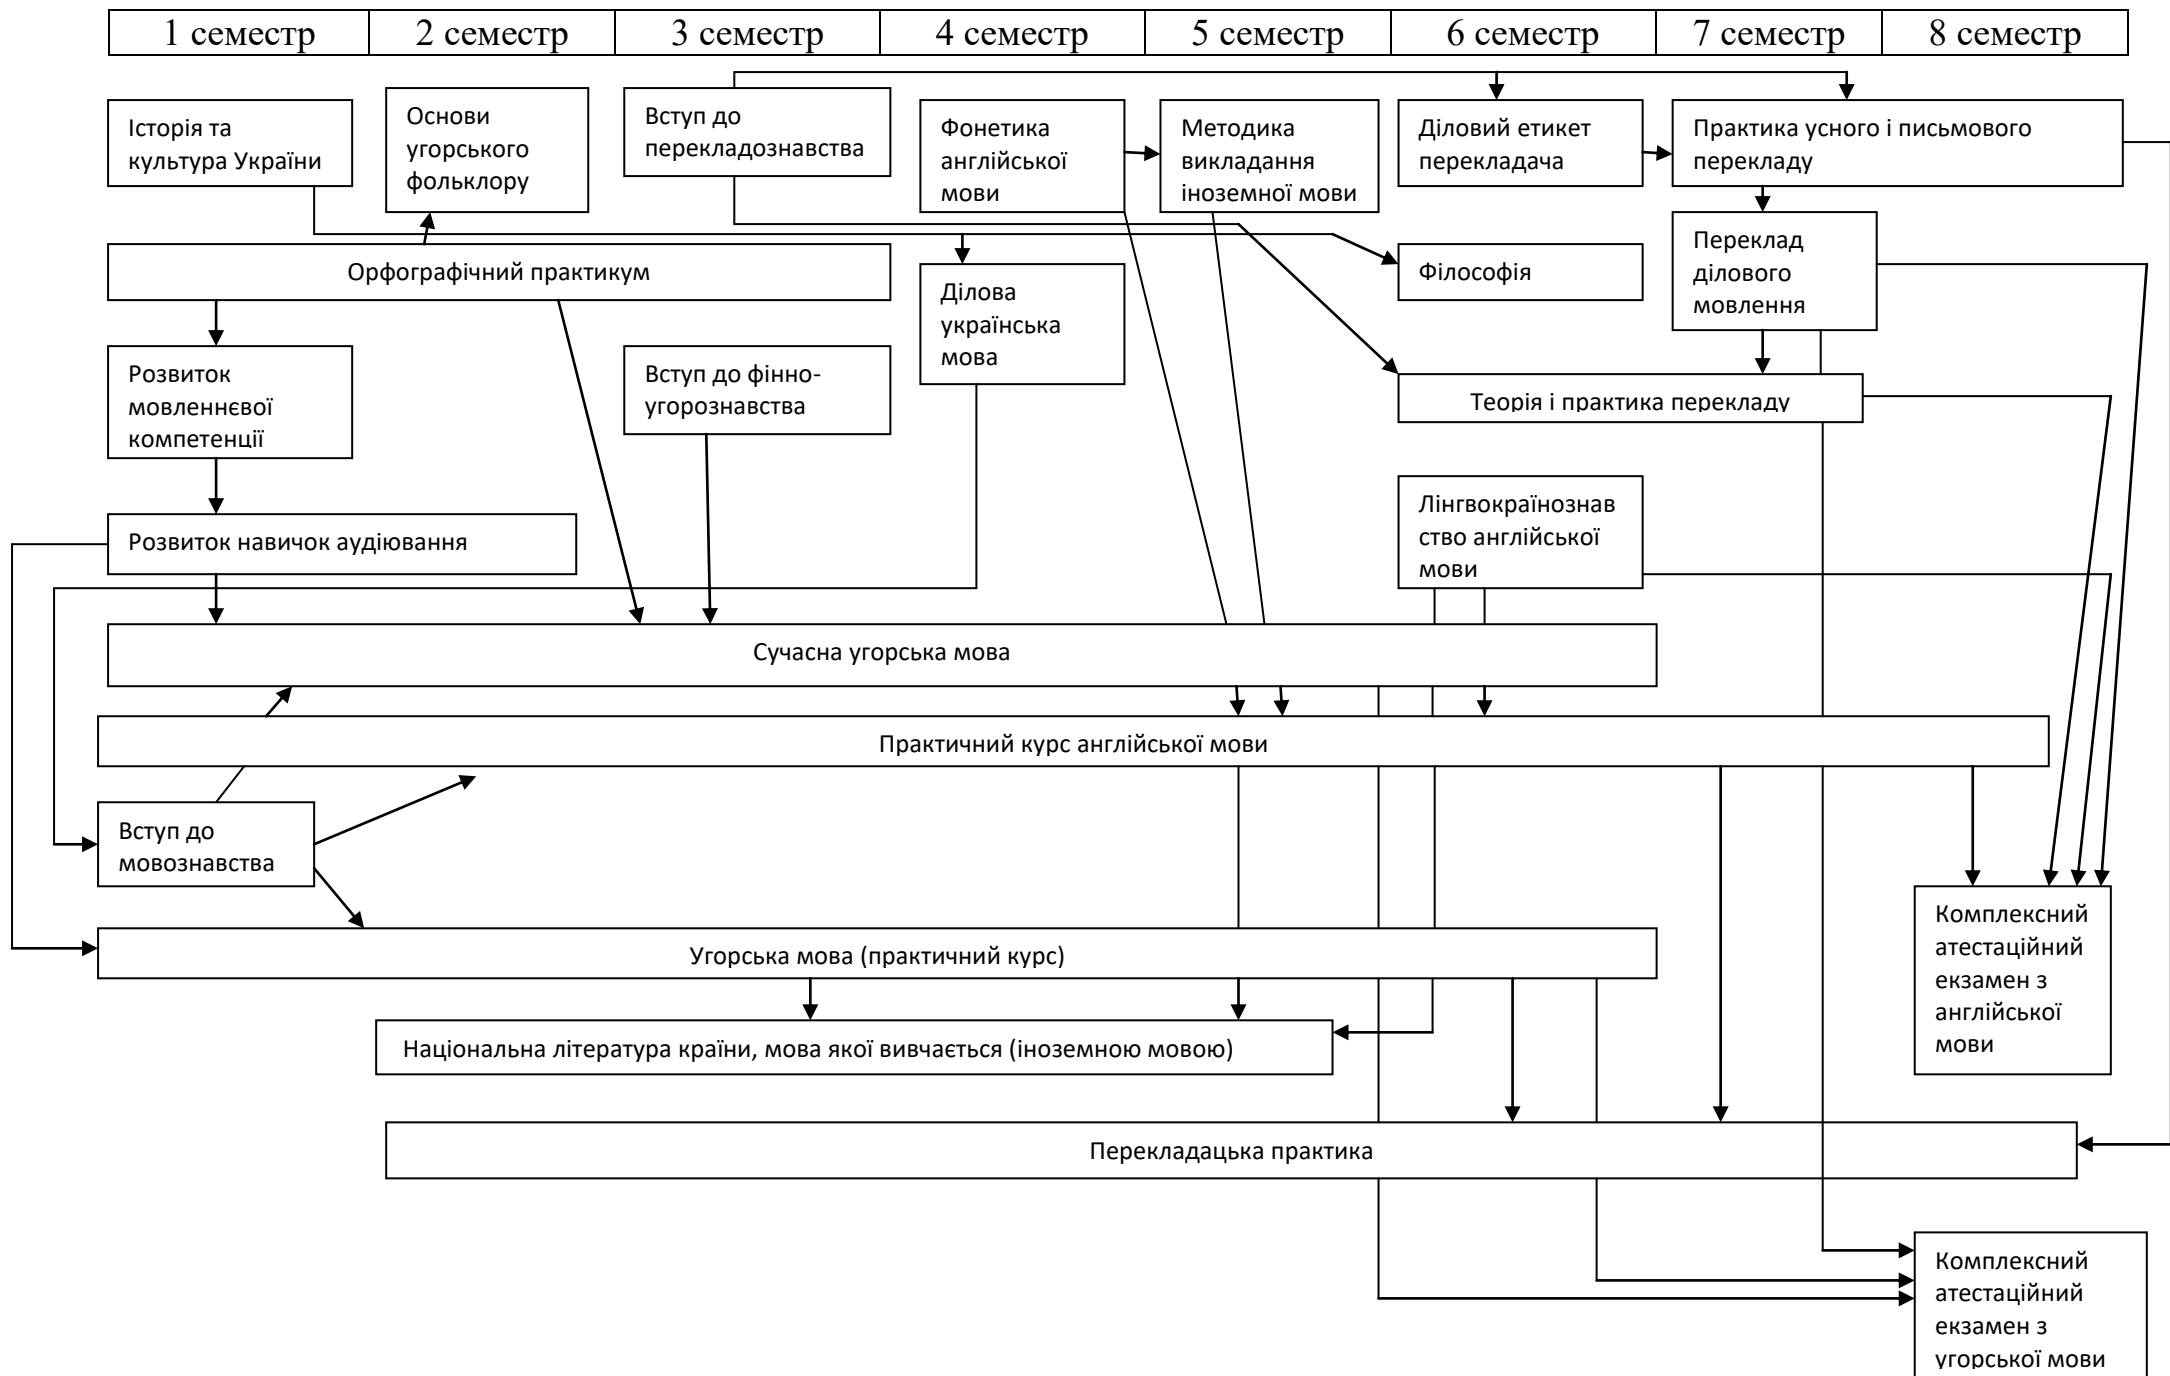 1 семестр
2 семестр
3 семестр
4 семестр
5 семестр
6 семестр
7 семестр
8 семестр
Історія та
культура України
Основи
угорського
фольклору
Вступ до
перекладознавства
Фонетика
англійської
мови
Методика
викладання
іноземної мови
Діловий етикет
перекладача
Практика усного і письмового
перекладу
Орфографічний практикум
Ділова
українська
мова
Філософія
Переклад
ділового
мовлення
Розвиток
мовленнєвої
компетенції
Вступ до фінно-
угорознавства
Теорія і практика перекладу
Розвиток навичок аудіювання
Лінгвокраїнознав
ство англійської
мови
Сучасна угорська мова
Практичний курс англійської мови
Вступ до
мовознавства
Угорська мова (практичний курс)
Комплексний
атестаційний
екзамен з
англійської
мови
Національна література країни, мова якої вивчається (іноземною мовою)
Перекладацька практика
Комплексний
атестаційний
екзамен з
угорської мови